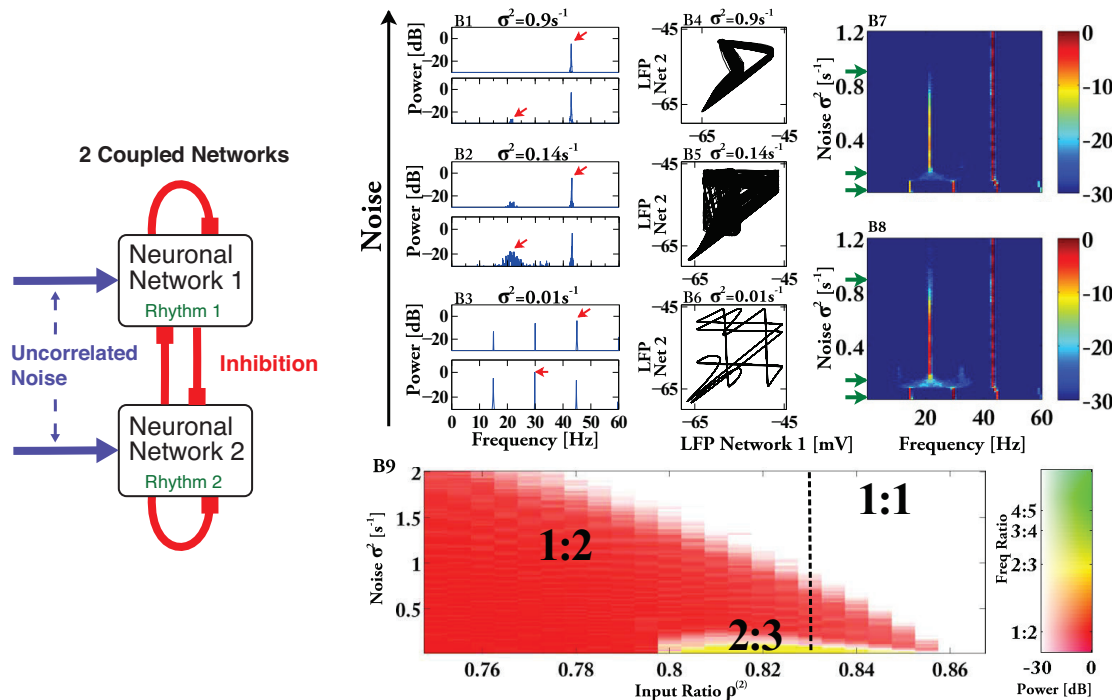 2 Coupled Networks
Neuronal
Network 1
Rhythm 1
Uncorrelated
Noise
Inhibition
Neuronal
Network 2
Rhythm 2
Noise
B1 σ²=0.9s⁻¹
Power [dB]
0
−20
0
−20
B2 σ²=0.14s⁻¹
Power [dB]
0
−20
0
−20
B3 σ²=0.01s⁻¹
Power [dB]
0
−20
0
−20
0 20 40 60
Frequency [Hz]
B4 σ²=0.9s⁻¹
LFP
Net 2
−45
−65
−65 −45
B5 σ²=0.14s⁻¹
LFP
Net 2
−45
−65
−65 −45
B6 σ²=0.01s⁻¹
LFP
Net 2
−45
−65
−65 −45
LFP Network 1 [mV]
B7
Noise σ² [s⁻¹]
1.2
0.8
0.4
20 40 60
0
−10
−20
−30
B8
Noise σ² [s⁻¹]
1.2
0.8
0.4
20 40 60
Frequency [Hz]
0
−10
−20
−30
B9
Noise σ² [s⁻¹]
2
1.5
1
0.5
1:2
2:3
1:1
0.76 0.78 0.8 0.82 0.84 0.86
Input Ratio ρ⁽²⁾
Freq Ratio
4:5
3:4
2:3
1:2
-30 0
Power [dB]